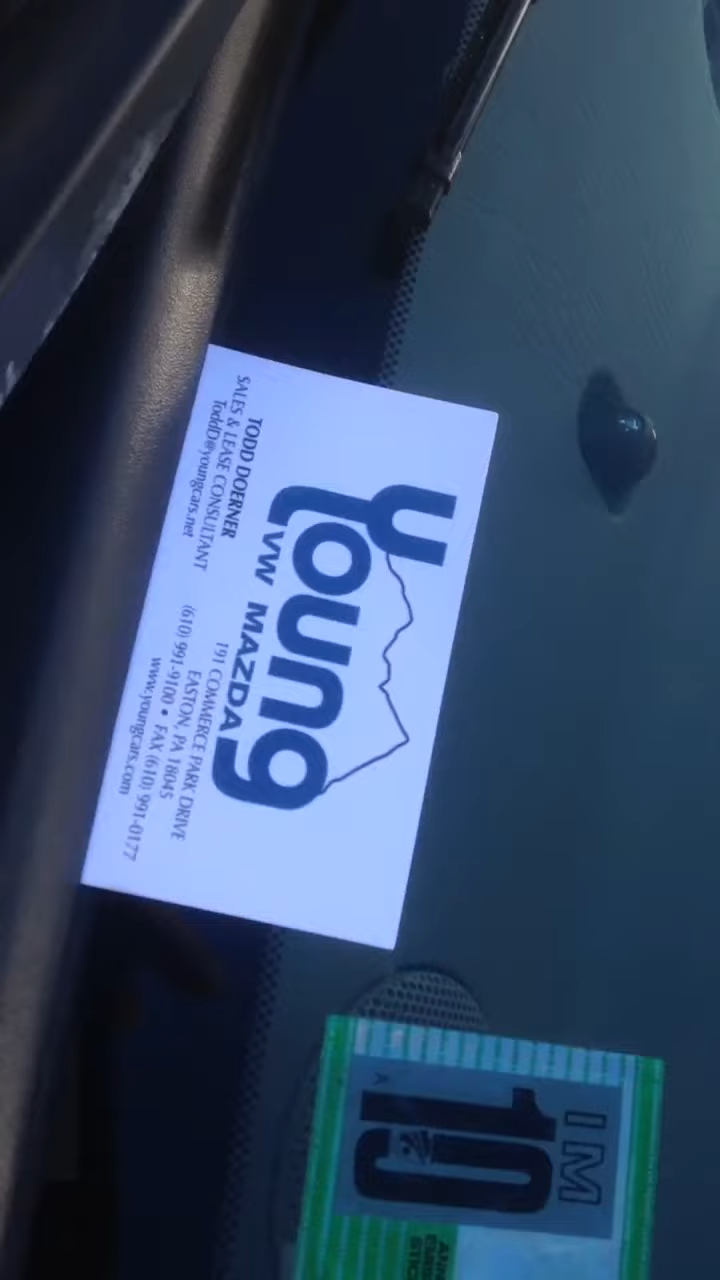 Young
VW MAZDA
191 COMMERCE PARK DRIVE
EASTON, PA 18045
(610) 991-9100 • FAX (610) 991-0177
www.youngcars.com
TODD DOERNER
SALES & LEASE CONSULTANT
ToddD@youngcars.net
IM
10